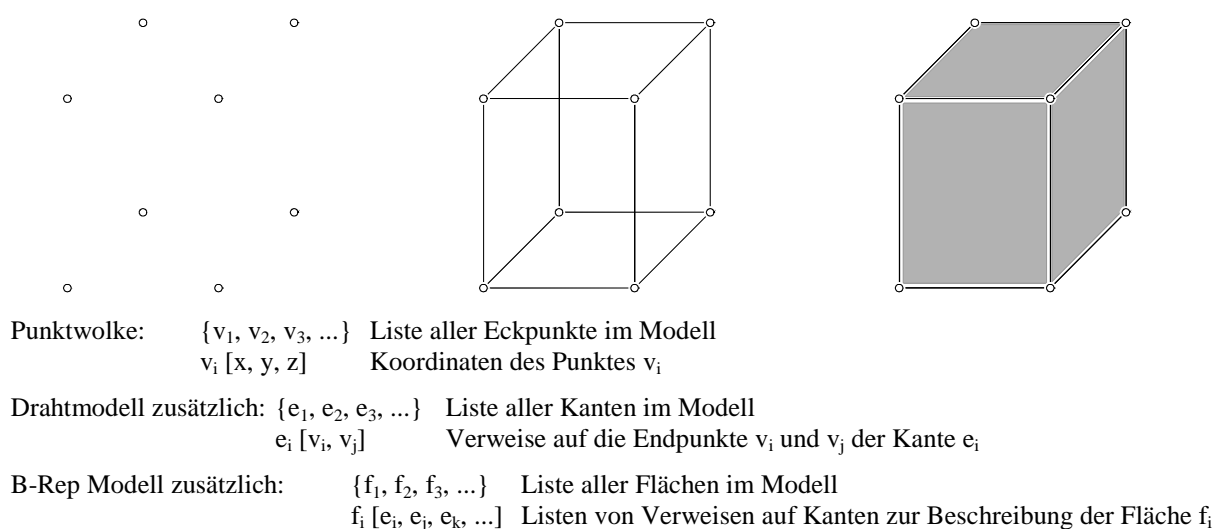 Punktwolke: {v₁, v₂, v₃, ...} Liste aller Eckpunkte im Modell
vᵢ [x, y, z] Koordinaten des Punktes vᵢ
Drahtmodell zusätzlich: {e₁, e₂, e₃, ...} Liste aller Kanten im Modell
eᵢ [vᵢ, vⱼ] Verweise auf die Endpunkte vᵢ und vⱼ der Kante eᵢ
B-Rep Modell zusätzlich: {f₁, f₂, f₃, ...} Liste aller Flächen im Modell
fᵢ [eᵢ, eⱼ, eₖ, ...] Listen von Verweisen auf Kanten zur Beschreibung der Fläche fᵢ